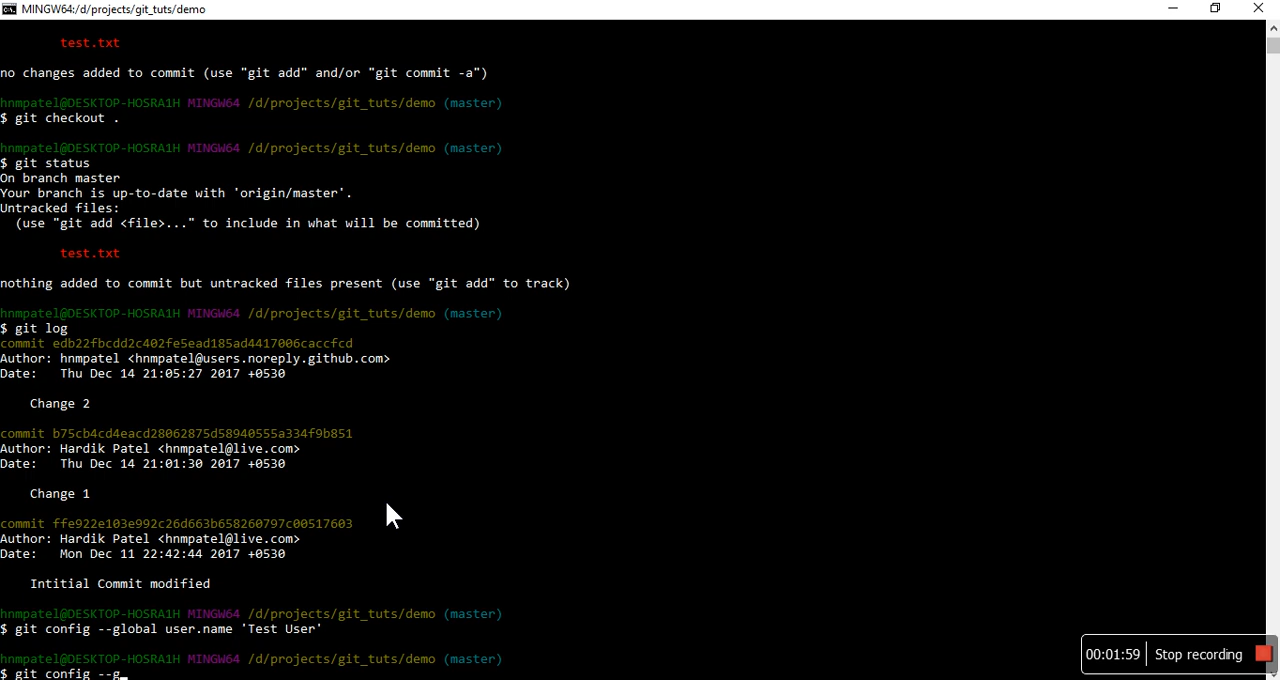 MINGW64:/d/projects/git_tuts/demo
test.txt
no changes added to commit (use "git add" and/or "git commit -a")
hnmpatel@DESKTOP-HOSRA1H MINGW64 /d/projects/git_tuts/demo (master)
$ git checkout .
hnmpatel@DESKTOP-HOSRA1H MINGW64 /d/projects/git_tuts/demo (master)
$ git status
On branch master
Your branch is up-to-date with 'origin/master'.
Untracked files:
(use "git add <file>..." to include in what will be committed)
test.txt
nothing added to commit but untracked files present (use "git add" to track)
hnmpatel@DESKTOP-HOSRA1H MINGW64 /d/projects/git_tuts/demo (master)
$ git log
commit edb22fbcdd2c402fe5ead185ad4417006caccfcd
Author: hnmpatel <hnmpatel@users.noreply.github.com>
Date:   Thu Dec 14 21:05:27 2017 +0530
Change 2
commit b75cb4cd4eacd28062875d58940555a334f9b851
Author: Hardik Patel <hnmpatel@live.com>
Date:   Thu Dec 14 21:01:30 2017 +0530
Change 1
commit ffe922e103e992c26d663b658260797c00517603
Author: Hardik Patel <hnmpatel@live.com>
Date:   Mon Dec 11 22:42:44 2017 +0530
Intitial Commit modified
hnmpatel@DESKTOP-HOSRA1H MINGW64 /d/projects/git_tuts/demo (master)
$ git config --global user.name 'Test User'
hnmpatel@DESKTOP-HOSRA1H MINGW64 /d/projects/git_tuts/demo (master)
$ git config --g
00:01:59 Stop recording